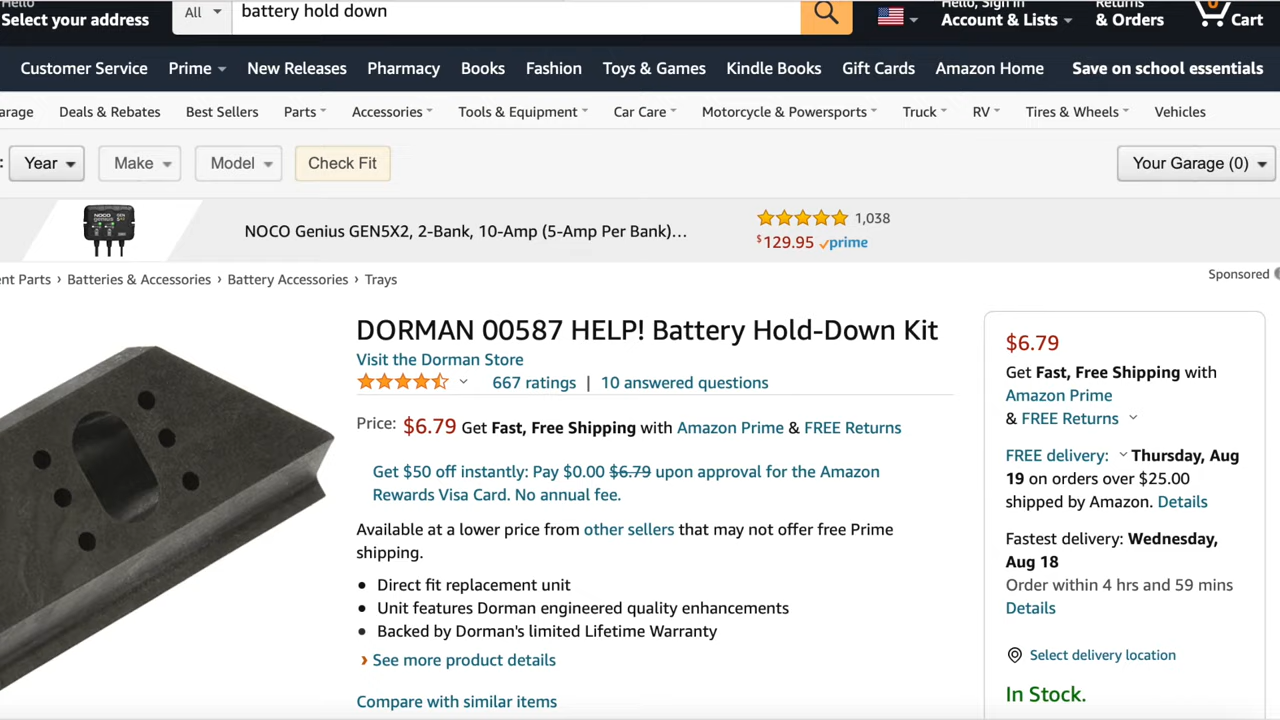 Hello
Select your address
All
battery hold down
Hello, Sign in
Account & Lists
Returns
& Orders
0
Cart
Customer Service
Prime
New Releases
Pharmacy
Books
Fashion
Toys & Games
Kindle Books
Gift Cards
Amazon Home
Save on school essentials
arage
Deals & Rebates
Best Sellers
Parts
Accessories
Tools & Equipment
Car Care
Motorcycle & Powersports
Truck
RV
Tires & Wheels
Vehicles
:
Year
Make
Model
Check Fit
Your Garage (0)
NOCO
genius
NOCO Genius GEN5X2, 2-Bank, 10-Amp (5-Amp Per Bank)...
1,038
$129.95 prime
Sponsored
nt Parts › Batteries & Accessories › Battery Accessories › Trays
DORMAN 00587 HELP! Battery Hold-Down Kit
Visit the Dorman Store
667 ratings | 10 answered questions
Price: $6.79 Get Fast, Free Shipping with Amazon Prime & FREE Returns
Get $50 off instantly: Pay $0.00 $6.79 upon approval for the Amazon
Rewards Visa Card. No annual fee.
Available at a lower price from other sellers that may not offer free Prime
shipping.
• Direct fit replacement unit
• Unit features Dorman engineered quality enhancements
• Backed by Dorman's limited Lifetime Warranty
› See more product details
Compare with similar items
$6.79
Get Fast, Free Shipping with
Amazon Prime
& FREE Returns
FREE delivery: Thursday, Aug
19 on orders over $25.00
shipped by Amazon. Details
Fastest delivery: Wednesday,
Aug 18
Order within 4 hrs and 59 mins
Details
Select delivery location
In Stock.